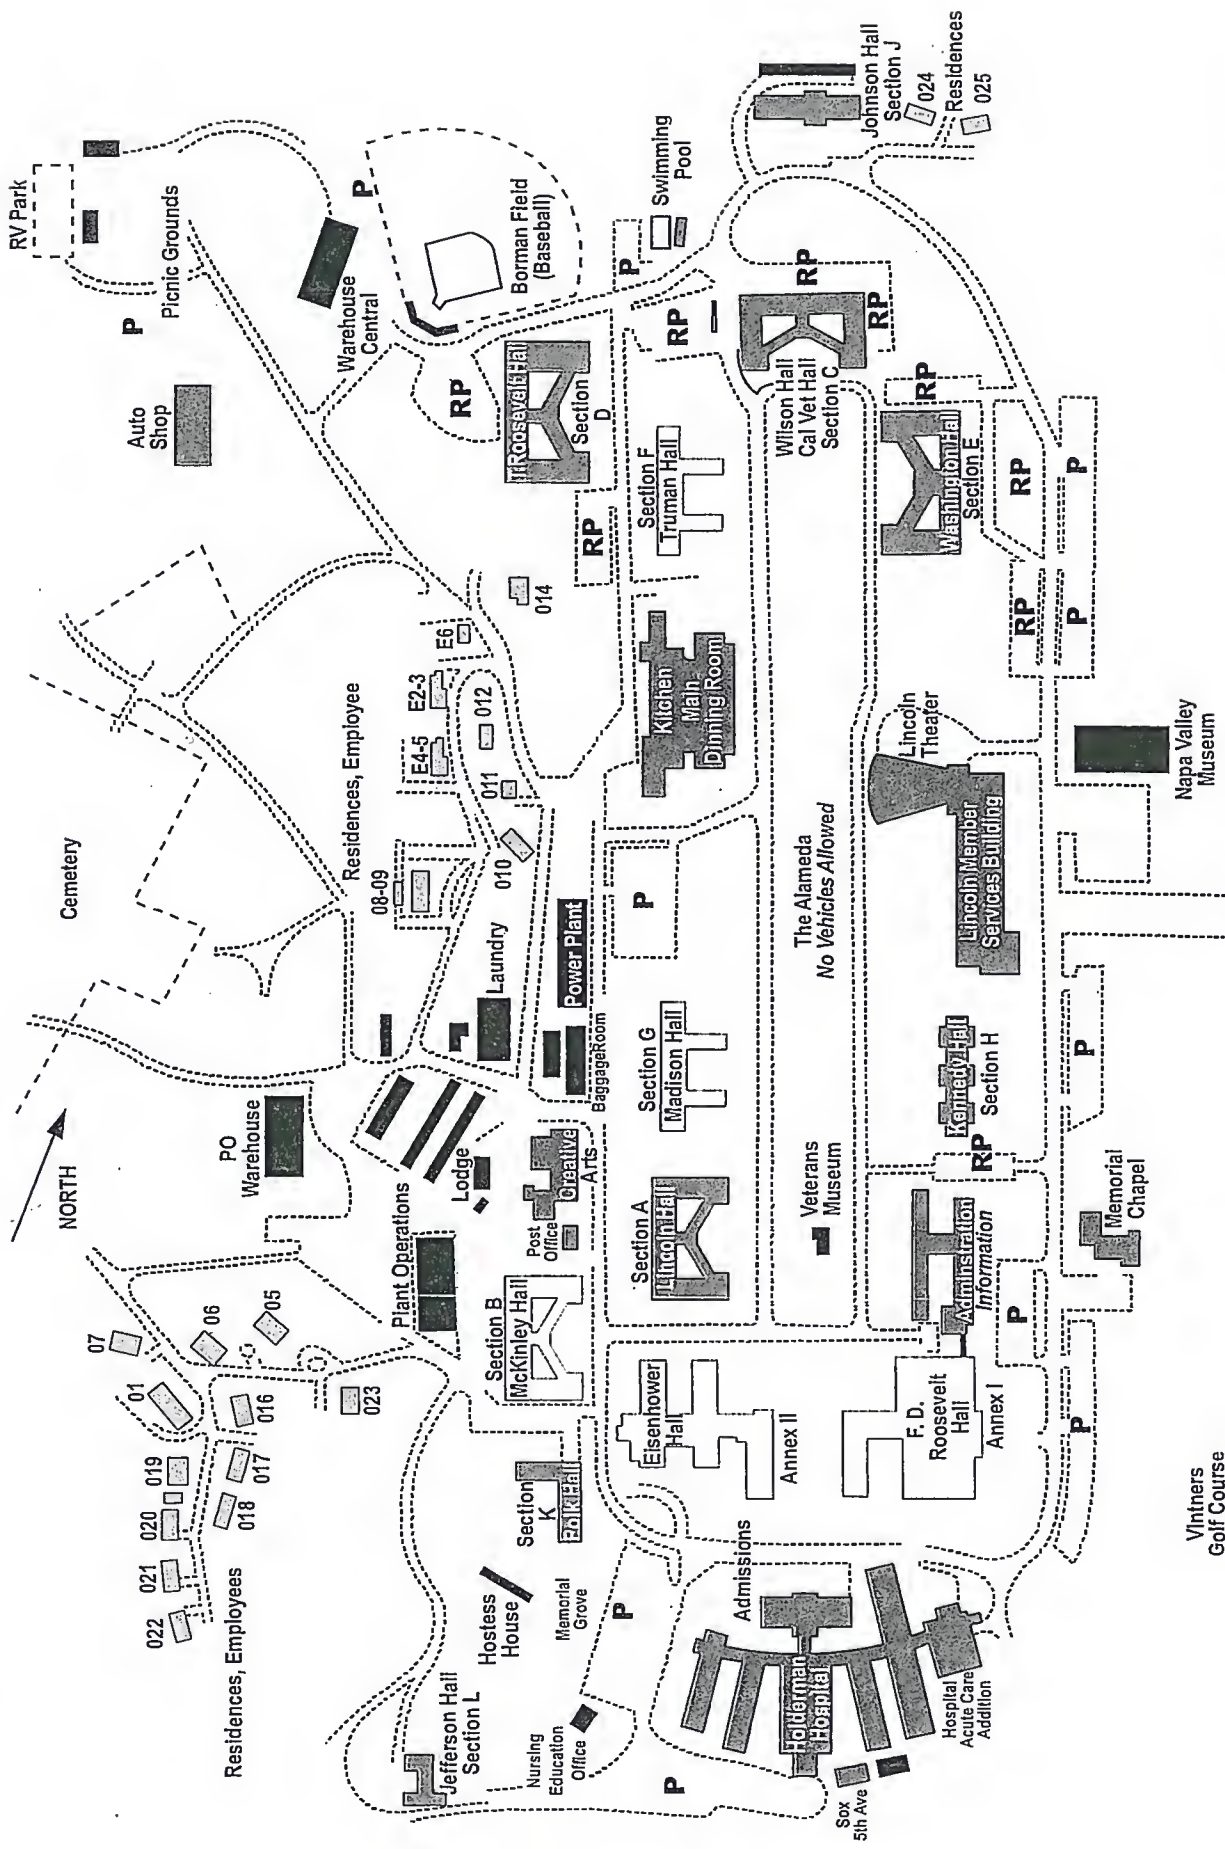 RV Park
P
Picnic Grounds
Auto
Shop
Cemetery
NORTH
PO
Warehouse
07
01
06
05
016
023
019
020
021
022
017
018
Residences, Employees
Warehouse
Central
P
Borman Field
(Baseball)
RP
T Roosevelt Hall
Section
D
Residences, Employee
08-09
E4-5
E2-3
E6
014
012
011
010
Laundry
Power Plant
BaggageRoom
Plant Operations
Lodge
Post
Office
Creative
Arts
Section B
McKinley Hall
Section
K
Polk Hall
Hostess
House
Memorial
Grove
Jefferson Hall
Section L
Nursing
Education
Office
P
P
RP
P
Swimming
Pool
RP
Section F
Truman Hall
Kitchen
Main
Dinning Room
P
Section G
Madison Hall
Section A
Lincoln Hall
Eisenhower
Hall
Annex II
Admissions
Holderman
Hospital
Sox
5th Ave
Hospital
Acute Care
Addition
The Alameda
No Vehicles Allowed
Veterans
Museum
Johnson Hall
Section J
024
Residences
025
RP
RP
Wilson Hall
Cal Vet Hall
Section C
RP
Washington Hall
Section E
RP
P
RP
P
Lincoln
Theater
Lincoln Member
Services Building
Kennedy Hall
Section H
RP
Adminstration
Information
P
F. D.
Roosevelt
Hall
Annex I
P
P
Memorial
Chapel
Napa Valley
Museum
Vintners
Golf Course